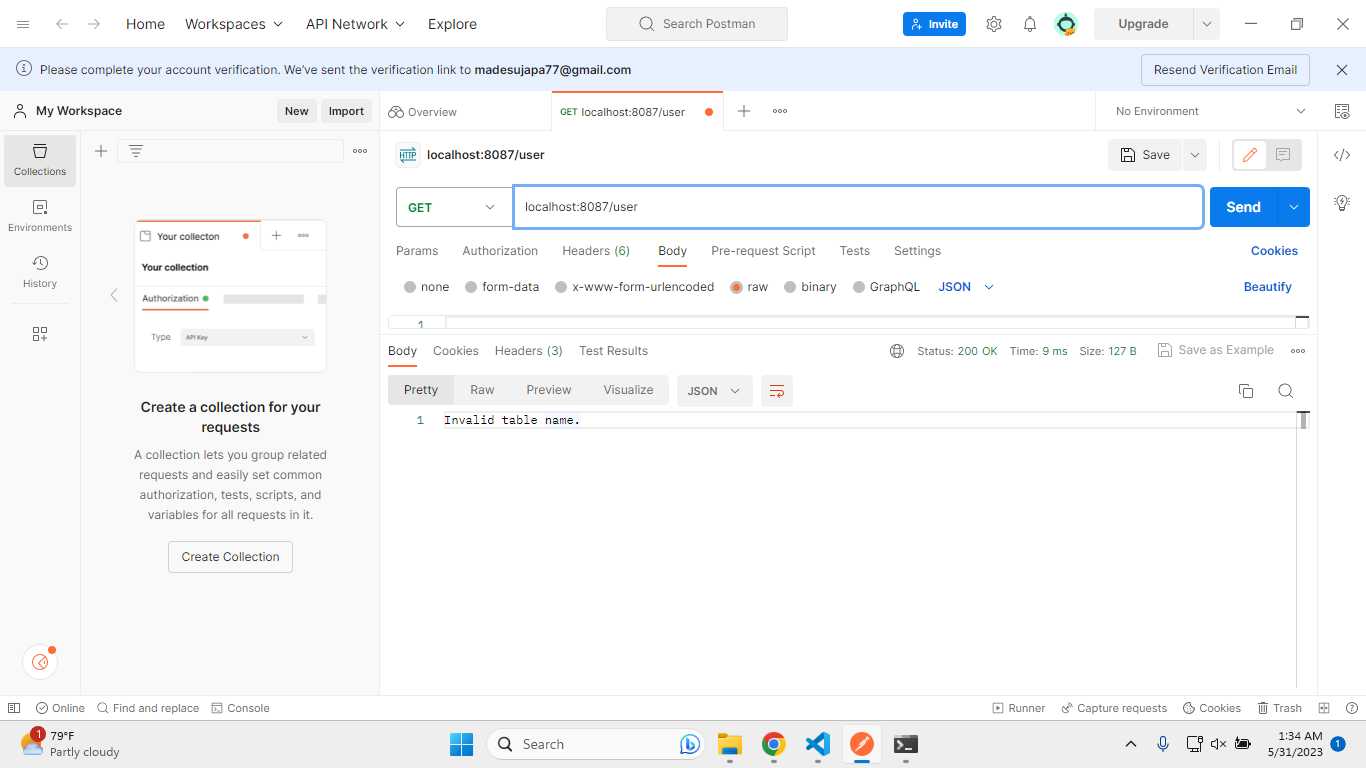 Home Workspaces API Network Explore Search Postman Invite Upgrade
Please complete your account verification. We've sent the verification link to madesujapa77@gmail.com Resend Verification Email
My Workspace New Import Overview GET localhost:8087/user No Environment
Collections
Environments
History
HTTP localhost:8087/user Save
GET localhost:8087/user Send
Params Authorization Headers (6) Body Pre-request Script Tests Settings Cookies
none form-data x-www-form-urlencoded raw binary GraphQL JSON Beautify
1
Body Cookies Headers (3) Test Results Status: 200 OK Time: 9 ms Size: 127 B Save as Example
Pretty Raw Preview Visualize JSON
1 Invalid table name.
Your collecton
Your collection
Authorization
Type API Key
Create a collection for your
requests
A collection lets you group related
requests and easily set common
authorization, tests, scripts, and
variables for all requests in it.
Create Collection
Online Find and replace Console Runner Capture requests Cookies Trash
1 79°F
Partly cloudy
Search
1:34 AM
5/31/2023
1